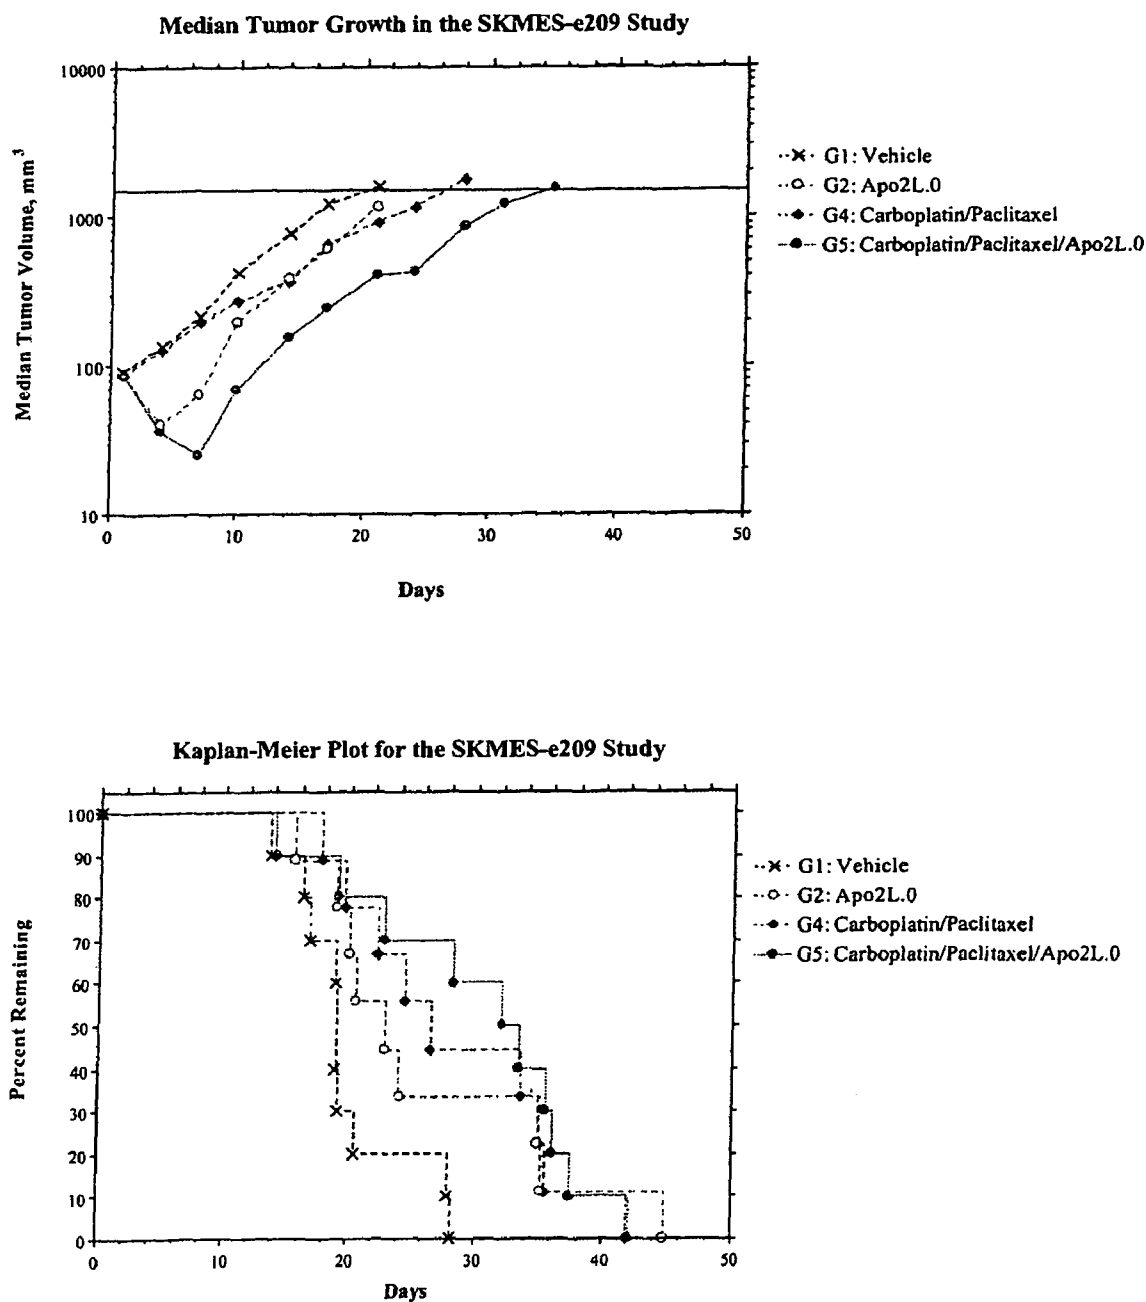 Median Tumor Growth in the SKMES-e209 Study
10000
1000
100
10
Median Tumor Volume, mm³
0 10 20 30 40 50
Days
G1: Vehicle
G2: Apo2L.0
G4: Carboplatin/Paclitaxel
G5: Carboplatin/Paclitaxel/Apo2L.0
Kaplan-Meier Plot for the SKMES-e209 Study
100
90
80
70
60
50
40
30
20
10
0
Percent Remaining
0 10 20 30 40 50
Days
G1: Vehicle
G2: Apo2L.0
G4: Carboplatin/Paclitaxel
G5: Carboplatin/Paclitaxel/Apo2L.0